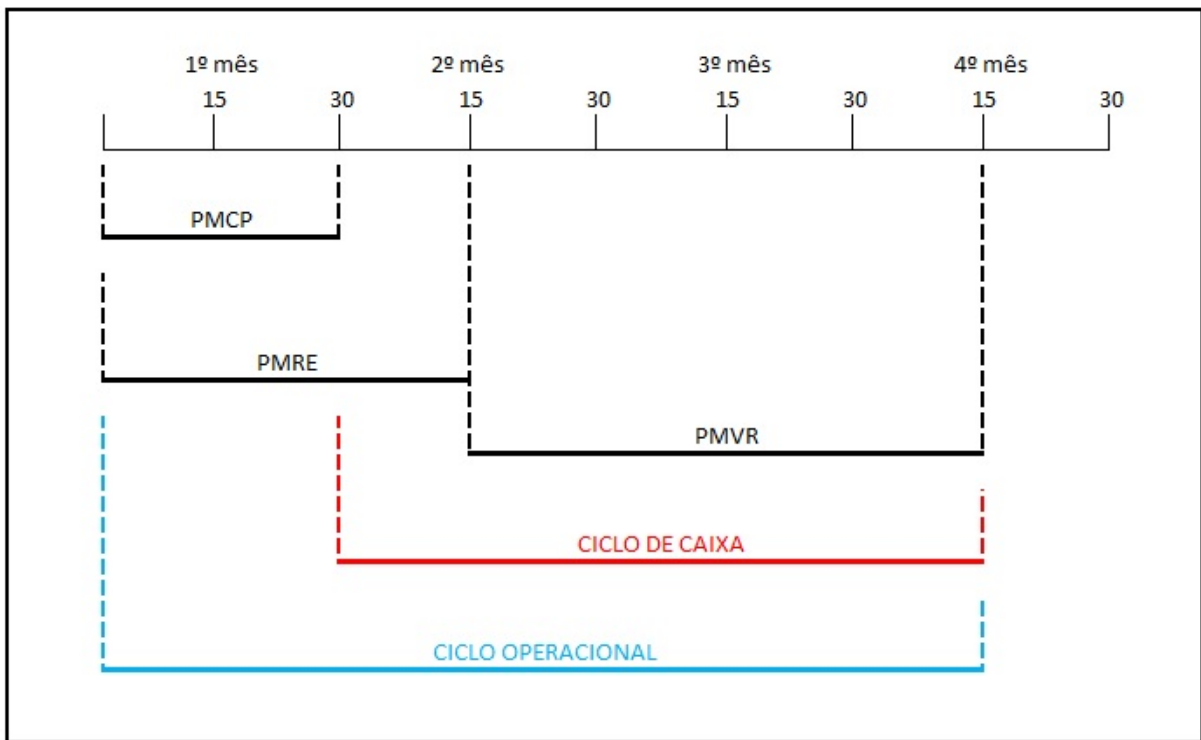 1º mês 2º mês 3º mês 4º mês
15 30 15 30 15 30 15 30
PMCP
PMRE
PMVR
CICLO DE CAIXA
CICLO OPERACIONAL